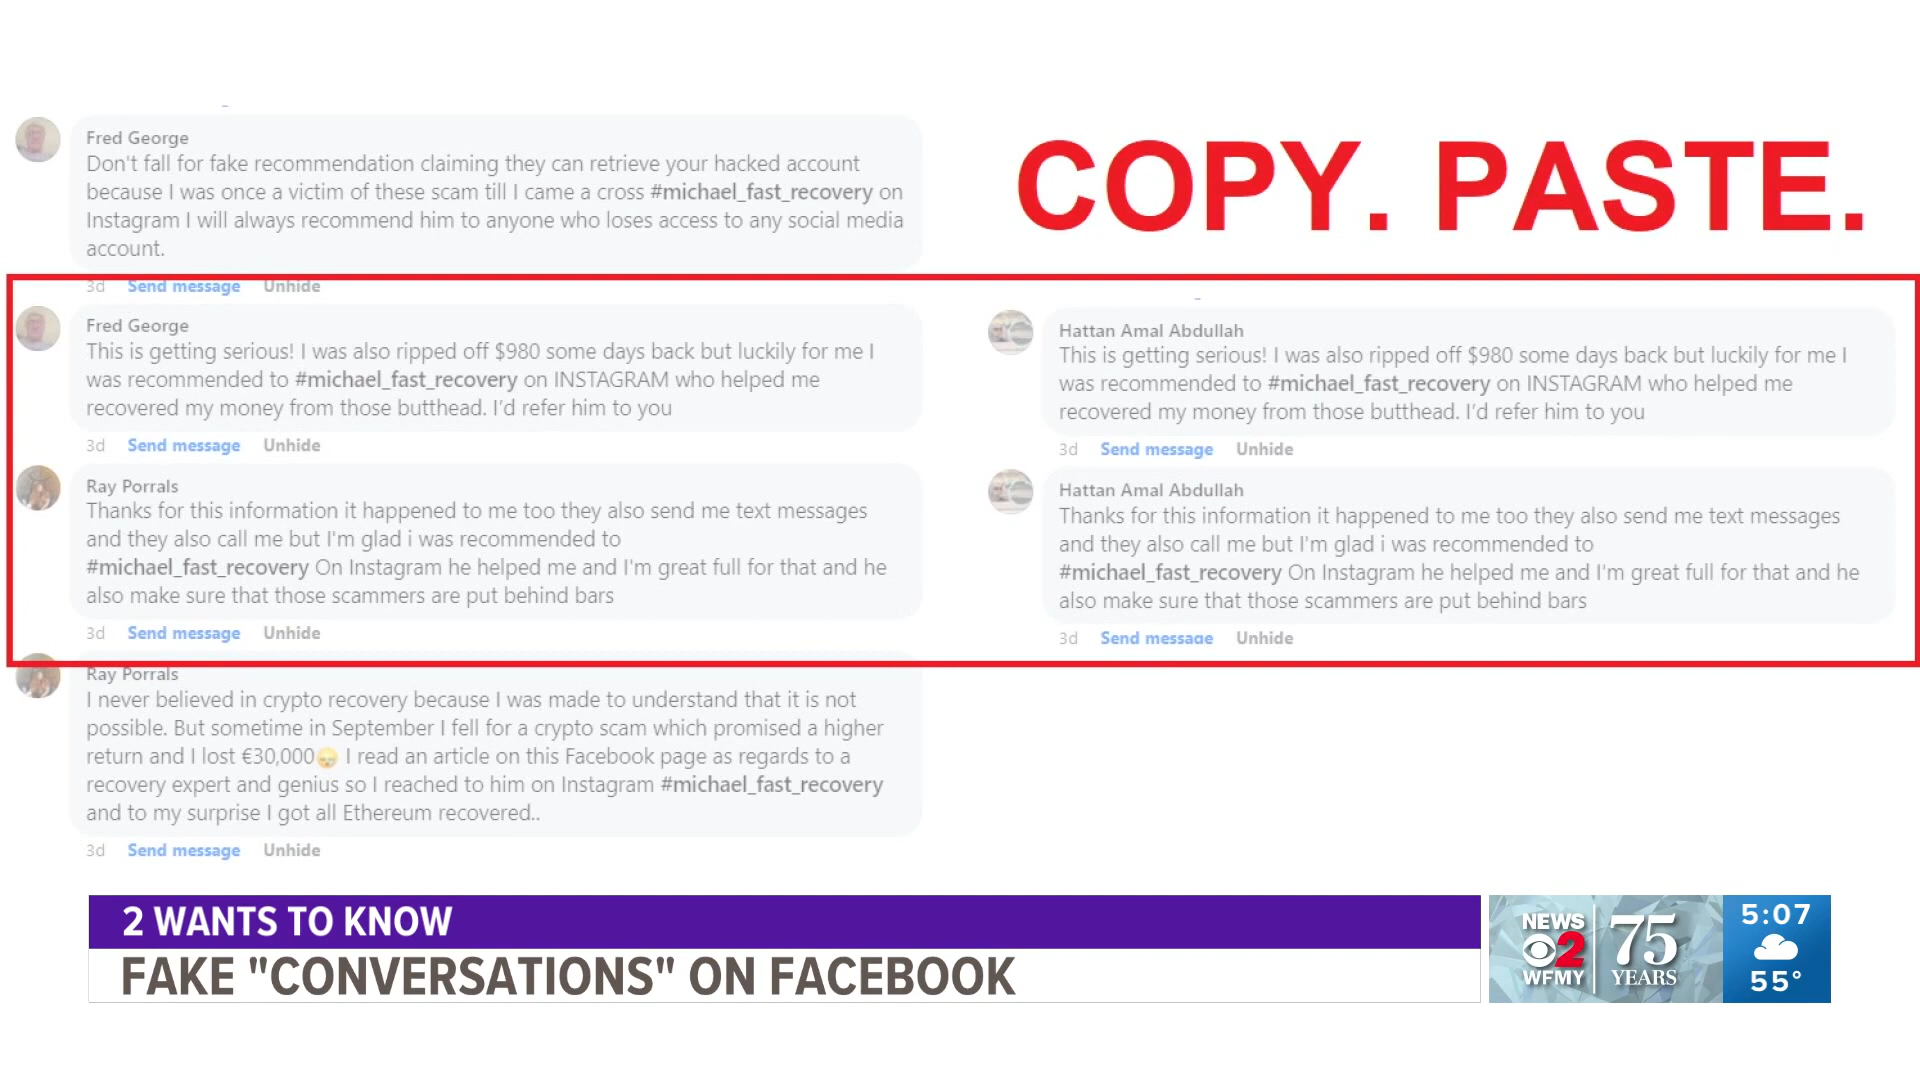 Fred George
Don't fall for fake recommendation claiming they can retrieve your hacked account
because I was once a victim of these scam till I came a cross #michael_fast_recovery on
Instagram I will always recommend him to anyone who loses access to any social media
account.
3d Send message Unhide
Fred George
This is getting serious! I was also ripped off $980 some days back but luckily for me I
was recommended to #michael_fast_recovery on INSTAGRAM who helped me
recovered my money from those butthead. I’d refer him to you
3d Send message Unhide
Ray Porrals
Thanks for this information it happened to me too they also send me text messages
and they also call me but I'm glad i was recommended to
#michael_fast_recovery On Instagram he helped me and I'm great full for that and he
also make sure that those scammers are put behind bars
3d Send message Unhide
Ray Porrals
I never believed in crypto recovery because I was made to understand that it is not
possible. But sometime in September I fell for a crypto scam which promised a higher
return and I lost €30,000😭 I read an article on this Facebook page as regards to a
recovery expert and genius so I reached to him on Instagram #michael_fast_recovery
and to my surprise I got all Ethereum recovered..
3d Send message Unhide
COPY. PASTE.
Hattan Amal Abdullah
This is getting serious! I was also ripped off $980 some days back but luckily for me I
was recommended to #michael_fast_recovery on INSTAGRAM who helped me
recovered my money from those butthead. I’d refer him to you
3d Send message Unhide
Hattan Amal Abdullah
Thanks for this information it happened to me too they also send me text messages
and they also call me but I'm glad i was recommended to
#michael_fast_recovery On Instagram he helped me and I'm great full for that and he
also make sure that those scammers are put behind bars
3d Send message Unhide
2 WANTS TO KNOW
FAKE "CONVERSATIONS" ON FACEBOOK
NEWS
2
WFMY
75
YEARS
5:07
55°